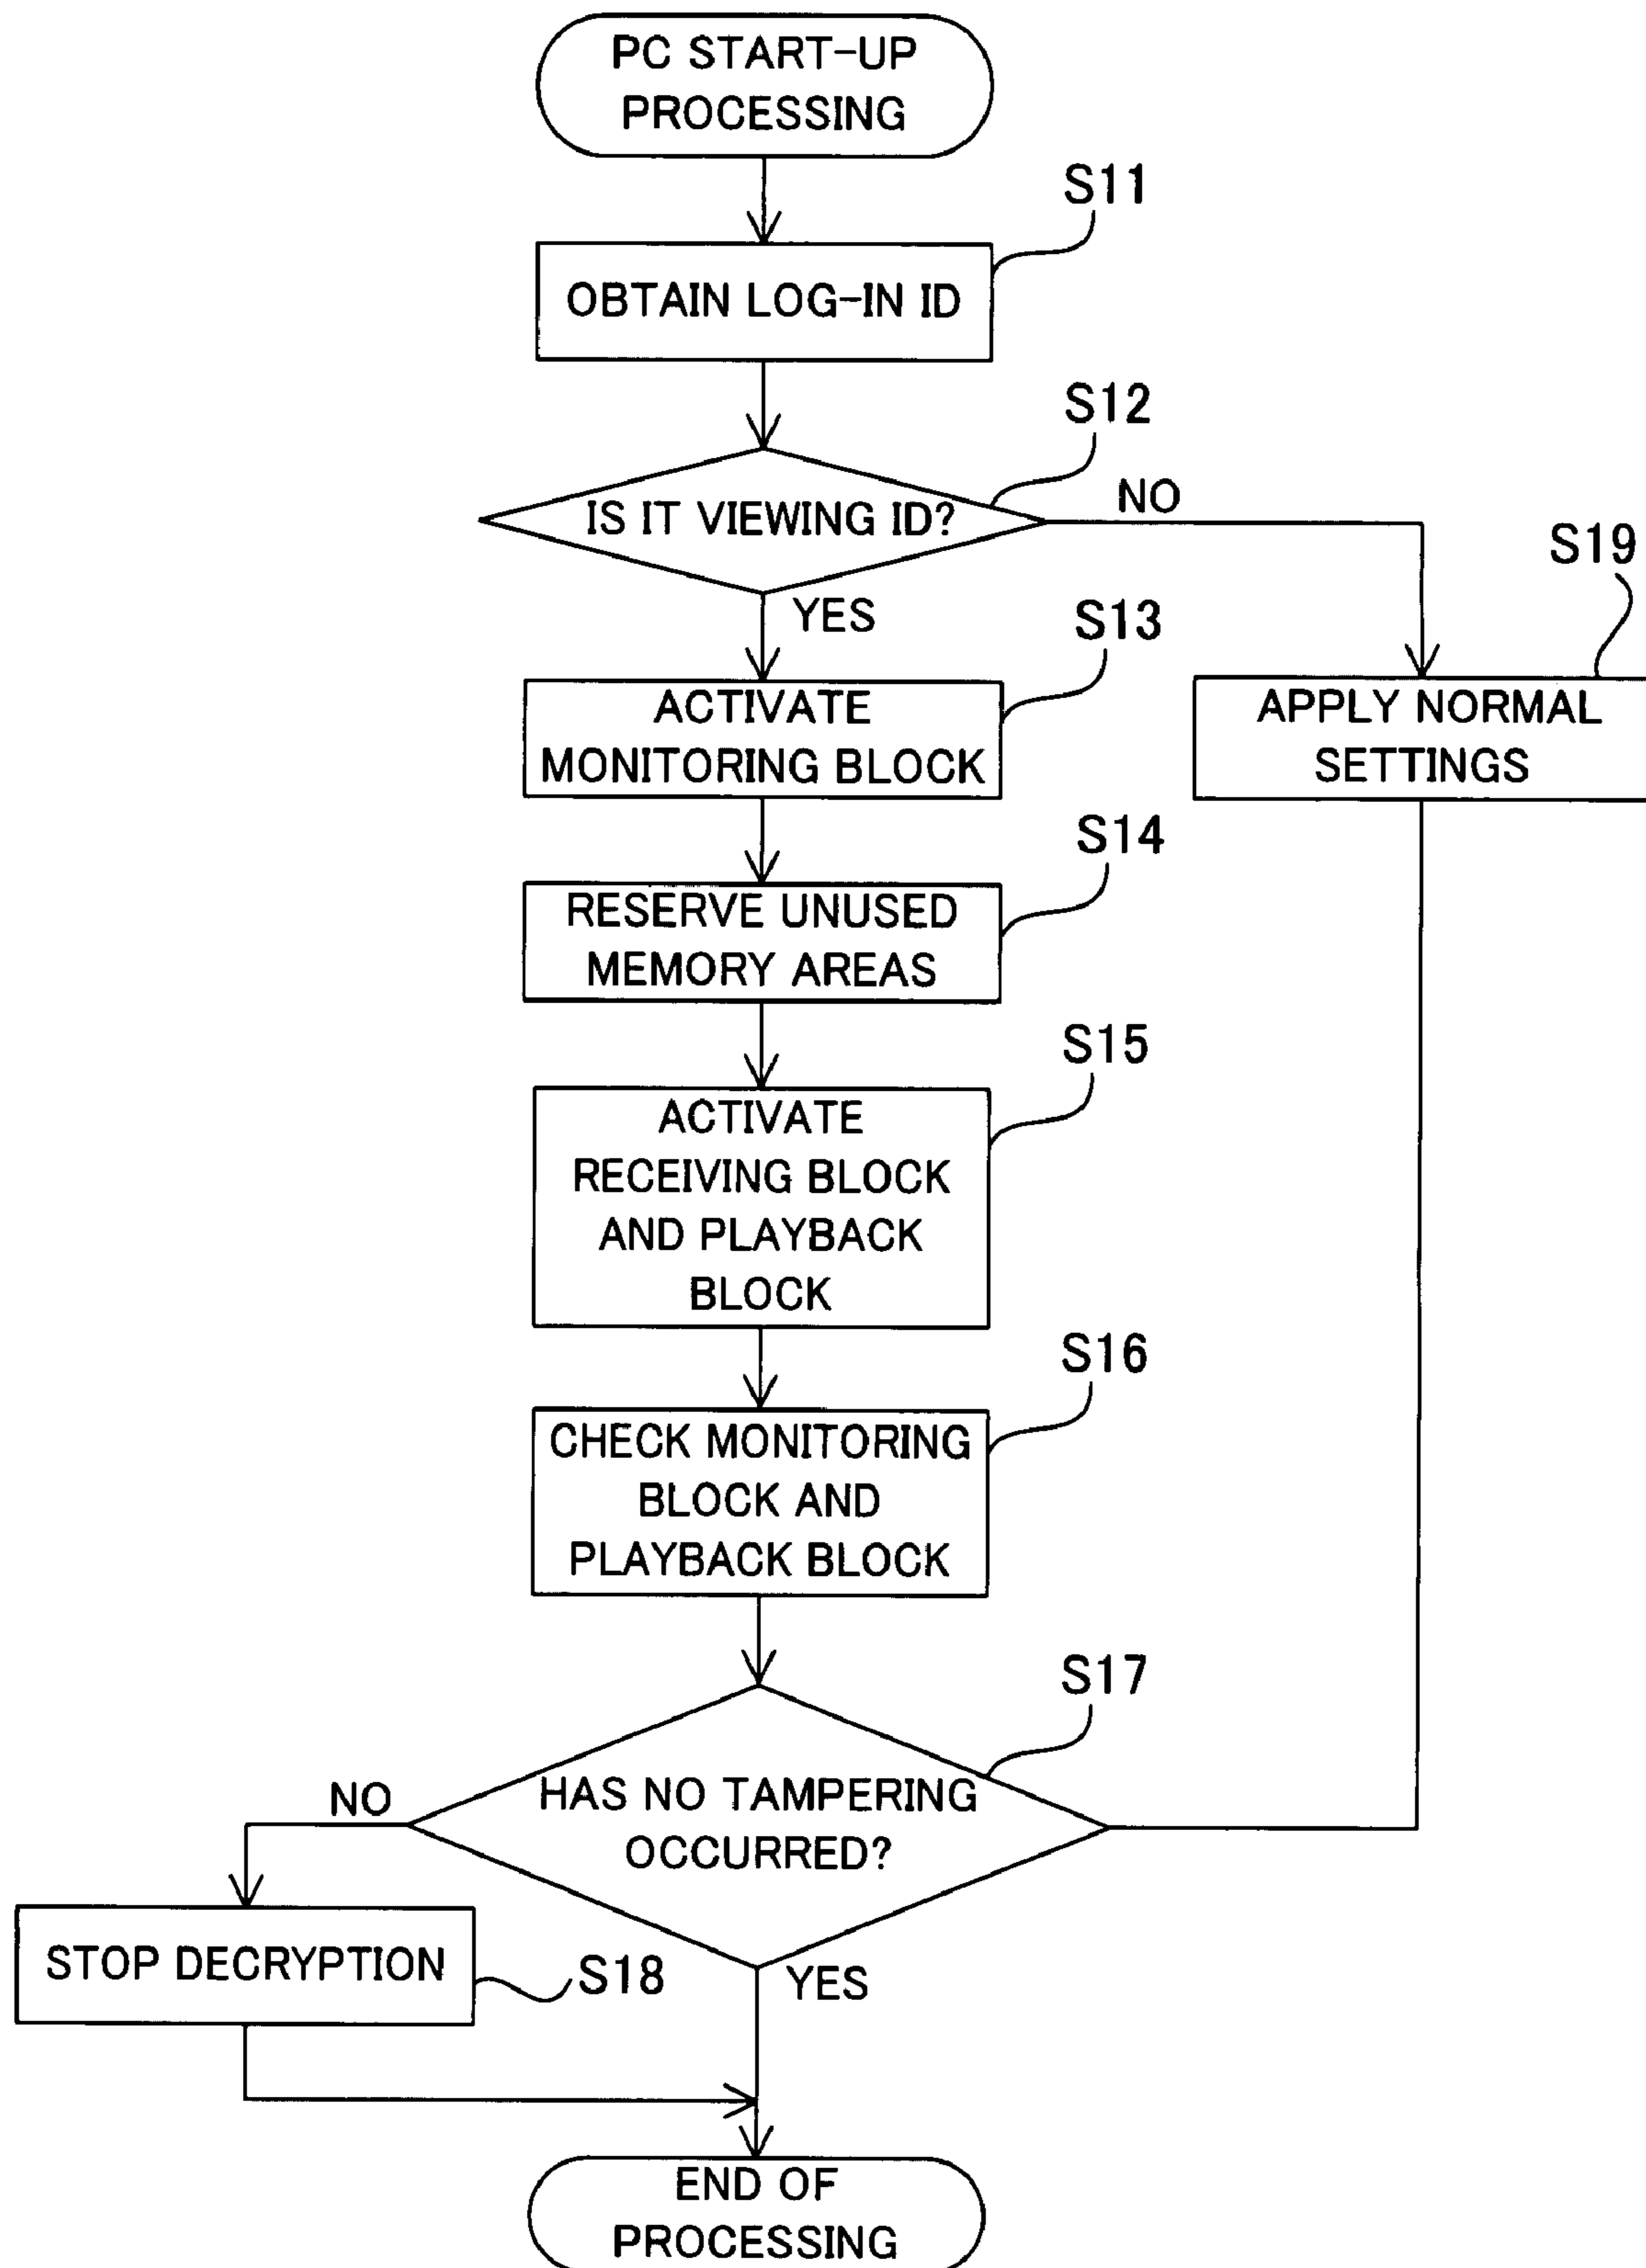 PC START-UP
PROCESSING
S11
OBTAIN LOG-IN ID
S12
IS IT VIEWING ID?
NO
S19
YES
S13
ACTIVATE
MONITORING BLOCK
APPLY NORMAL
SETTINGS
S14
RESERVE UNUSED
MEMORY AREAS
S15
ACTIVATE
RECEIVING BLOCK
AND PLAYBACK
BLOCK
S16
CHECK MONITORING
BLOCK AND
PLAYBACK BLOCK
S17
HAS NO TAMPERING
OCCURRED?
NO
STOP DECRYPTION
S18
YES
END OF
PROCESSING